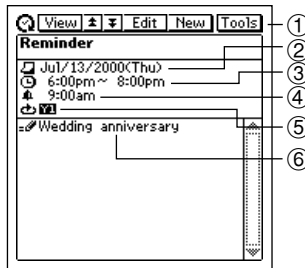 View Edit New Tools ①
Reminder ②
Jul/13/2000(Thu) ③
6:00pm~ 8:00pm
9:00am ④
Y1 ⑤
Wedding anniversary
⑥